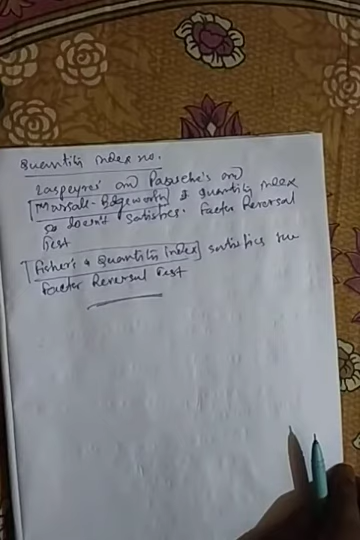 Quantity index no.
Laspeyres' and Paasche's and
[Marsall-Edgeworth] & Quantity index
so doesn't satisfies. Factor Reversal
Test
[Fisher's & Quantity index] satisfies the
Factor Reversal Test